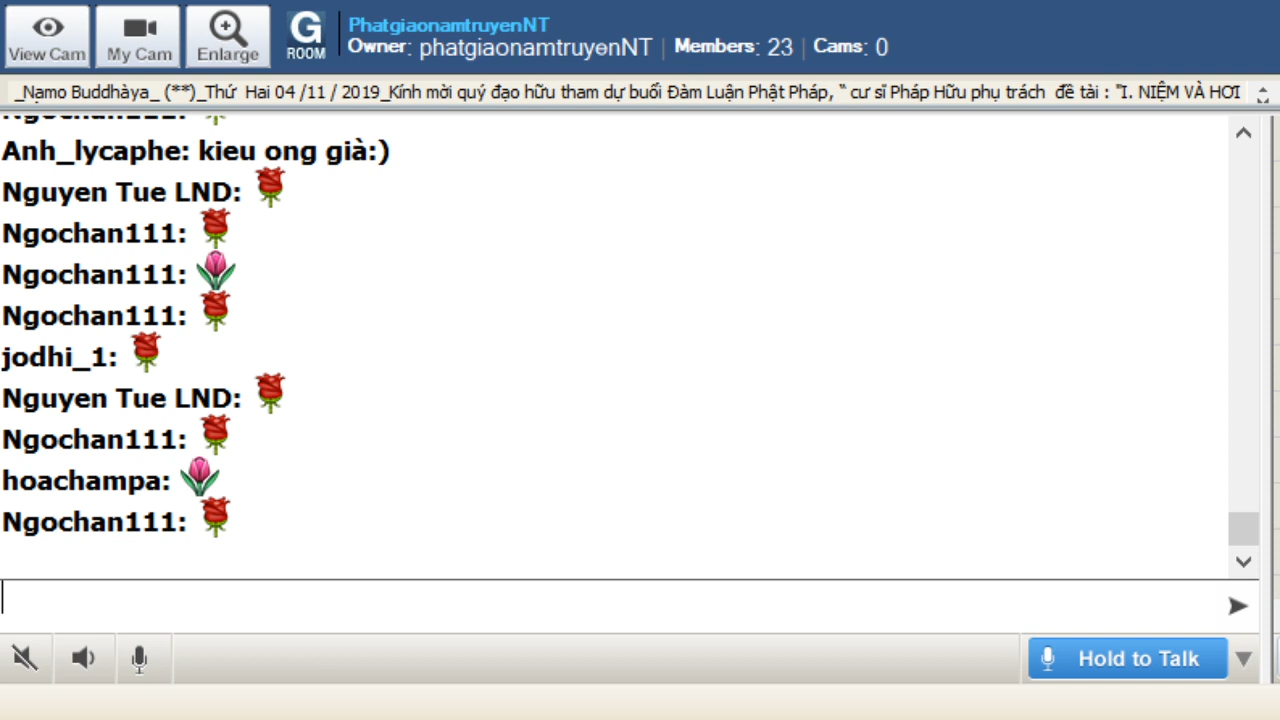 View Cam
My Cam
Enlarge
G
ROOM
PhatgiaonamtruyenNT
Owner: phatgiaonamtruyenNT | Members: 23 | Cams: 0
_Nạmo Buddhàya_ (**)_Thứ Hai 04 /11 / 2019_Kính mời quý đạo hữu tham dự buổi Đàm Luận Phật Pháp, “ cư sĩ Pháp Hữu phụ trách đề tài : "I. NIỆM VÀ HƠI
Ngochan111:
Anh_lycaphe: kieu ong già:)
Nguyen Tue LND:
Ngochan111:
Ngochan111:
Ngochan111:
jodhi_1:
Nguyen Tue LND:
Ngochan111:
hoachampa:
Ngochan111:
Hold to Talk